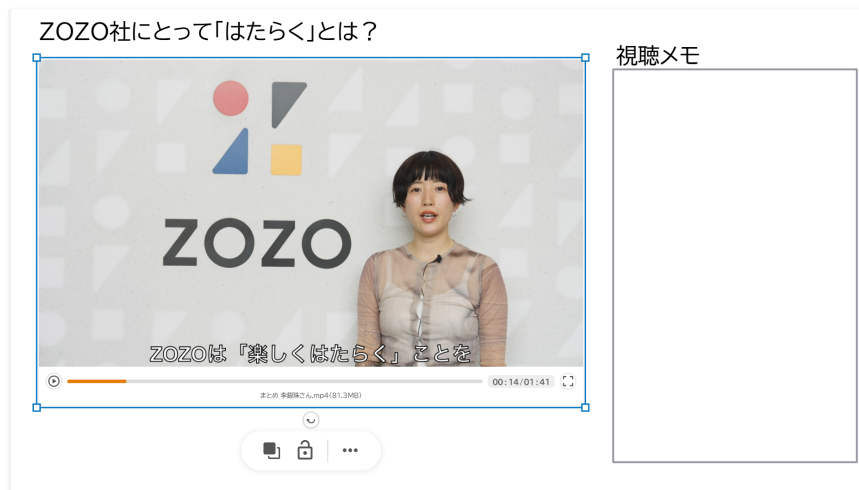 ZOZO社にとって「はたらく」とは？
視聴メモ
ZOZO
ZOZOは「楽しくはたらく」ことを
00:14/01:41
まとめ 李銀珠さん.mp4(81.3MB)